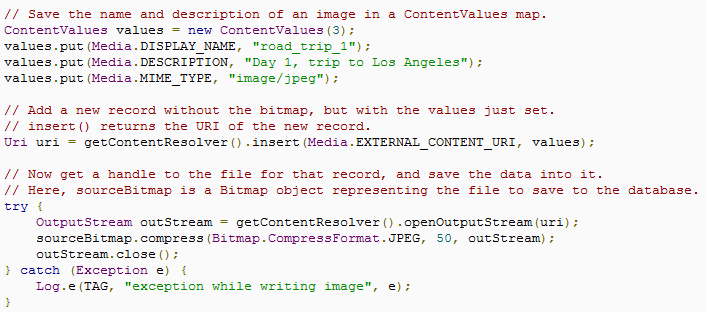 // Save the name and description of an image in a ContentValues map.
ContentValues values = new ContentValues(3);
values.put(Media.DISPLAY_NAME, "road_trip_1");
values.put(Media.DESCRIPTION, "Day 1, trip to Los Angeles");
values.put(Media.MIME_TYPE, "image/jpeg");

// Add a new record without the bitmap, but with the values just set.
// insert() returns the URI of the new record.
Uri uri = getContentResolver().insert(Media.EXTERNAL_CONTENT_URI, values);

// Now get a handle to the file for that record, and save the data into it.
// Here, sourceBitmap is a Bitmap object representing the file to save to the database.
try {
    OutputStream outStream = getContentResolver().openOutputStream(uri);
    sourceBitmap.compress(Bitmap.CompressFormat.JPEG, 50, outStream);
    outStream.close();
} catch (Exception e) {
    Log.e(TAG, "exception while writing image", e);
}